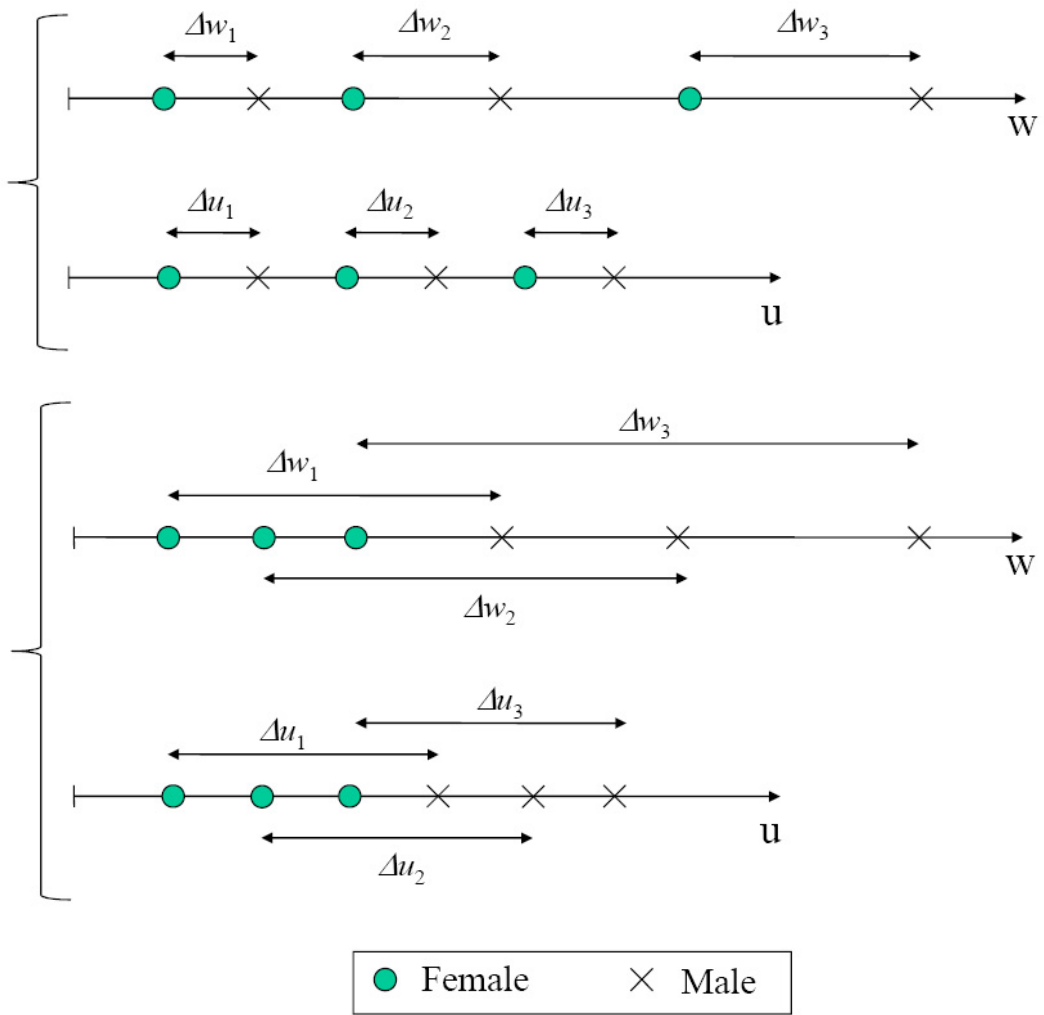 Δw₁ Δw₂ Δw₃
w
Δu₁ Δu₂ Δu₃
u
Δw₃
Δw₁
w
Δw₂
Δu₃
Δu₁
u
Δu₂
Female Male